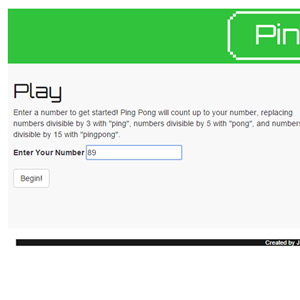 Pin
Play
Enter a number to get started! Ping Pong will count up to your number, replacing
numbers divisible by 3 with "ping", numbers divisible by 5 with "pong", and numbers
divisible by 15 with "pingpong".
Enter Your Number 89
Begin!
Created by J